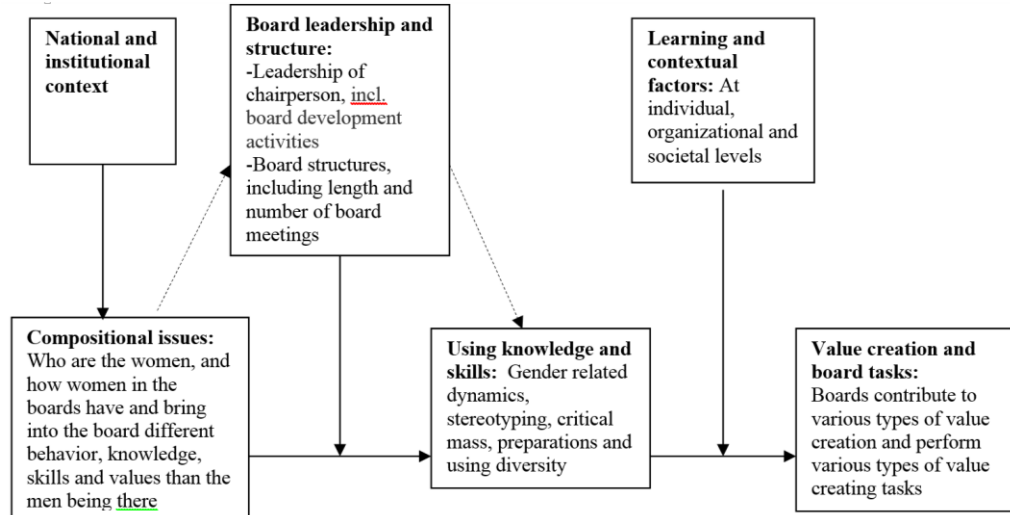 National and
institutional
context
Board leadership and
structure:
-Leadership of
chairperson, incl.
board development
activities
-Board structures,
including length and
number of board
meetings
Learning and
contextual
factors: At
individual,
organizational and
societal levels
Compositional issues:
Who are the women, and
how women in the
boards have and bring
into the board different
behavior, knowledge,
skills and values than the
men being there
Using knowledge and
skills: Gender related
dynamics,
stereotyping, critical
mass, preparations and
using diversity
Value creation and
board tasks:
Boards contribute to
various types of value
creation and perform
various types of value
creating tasks